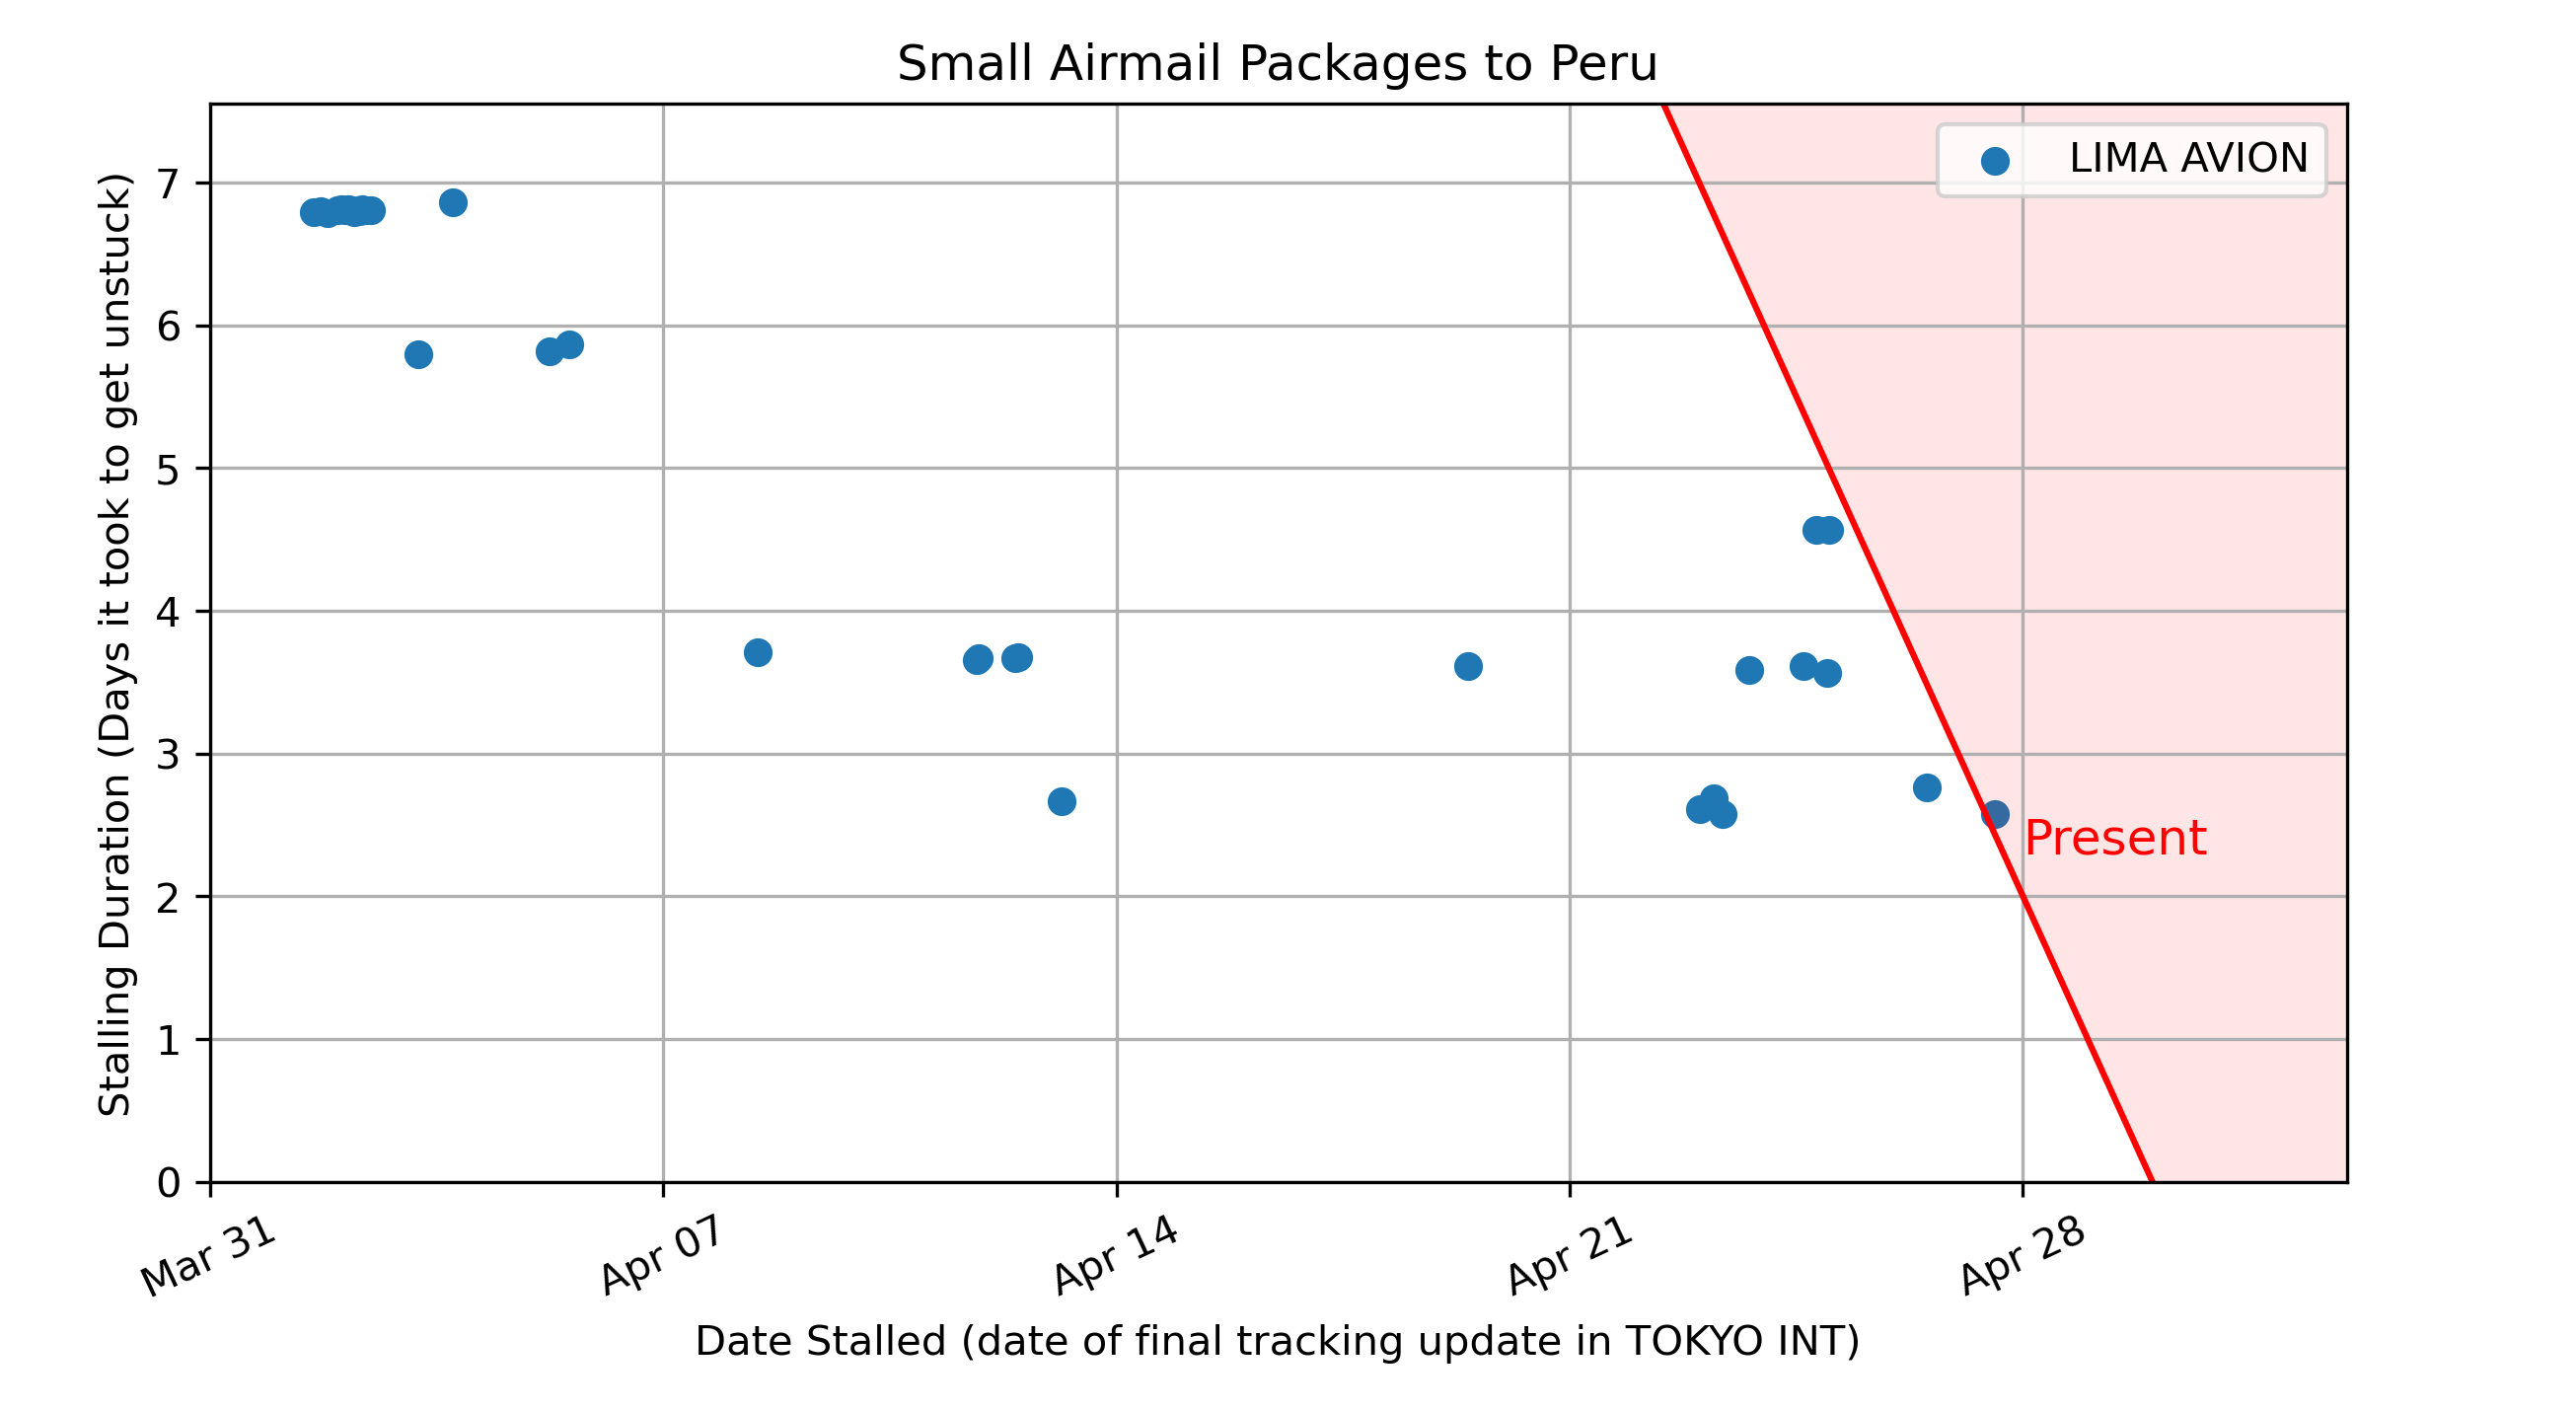 Small Airmail Packages to Peru
LIMA AVION
Stalling Duration (Days it took to get unstuck)
7
6
5
4
3
2
1
0
Present
Mar 31
Apr 07
Apr 14
Apr 21
Apr 28
Date Stalled (date of final tracking update in TOKYO INT)